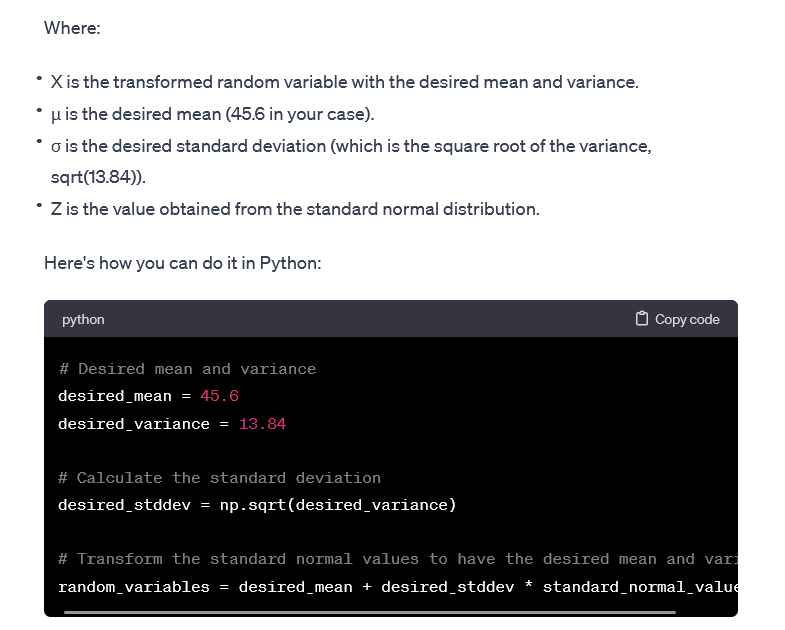 Where:
• X is the transformed random variable with the desired mean and variance.
• μ is the desired mean (45.6 in your case).
• σ is the desired standard deviation (which is the square root of the variance,
sqrt(13.84)).
• Z is the value obtained from the standard normal distribution.
Here's how you can do it in Python:
python Copy code
# Desired mean and variance
desired_mean = 45.6
desired_variance = 13.84
# Calculate the standard deviation
desired_stddev = np.sqrt(desired_variance)
# Transform the standard normal values to have the desired mean and vari
random_variables = desired_mean + desired_stddev * standard_normal_value